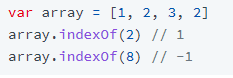 var array = [1, 2, 3, 2]
array.indexOf(2) // 1
array.indexOf(8) // −1